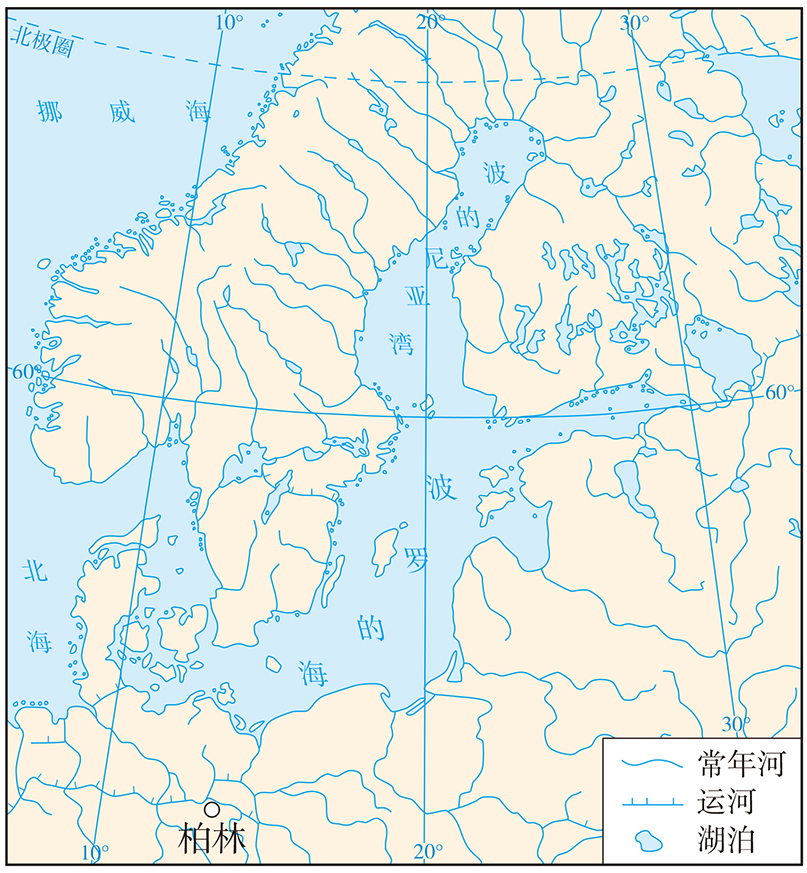 10°
20°
30°
北极圈
挪威海
波的尼亚湾
60°
60°
波罗的海
北海
30°
柏林
10°
20°
常年河
运河
湖泊